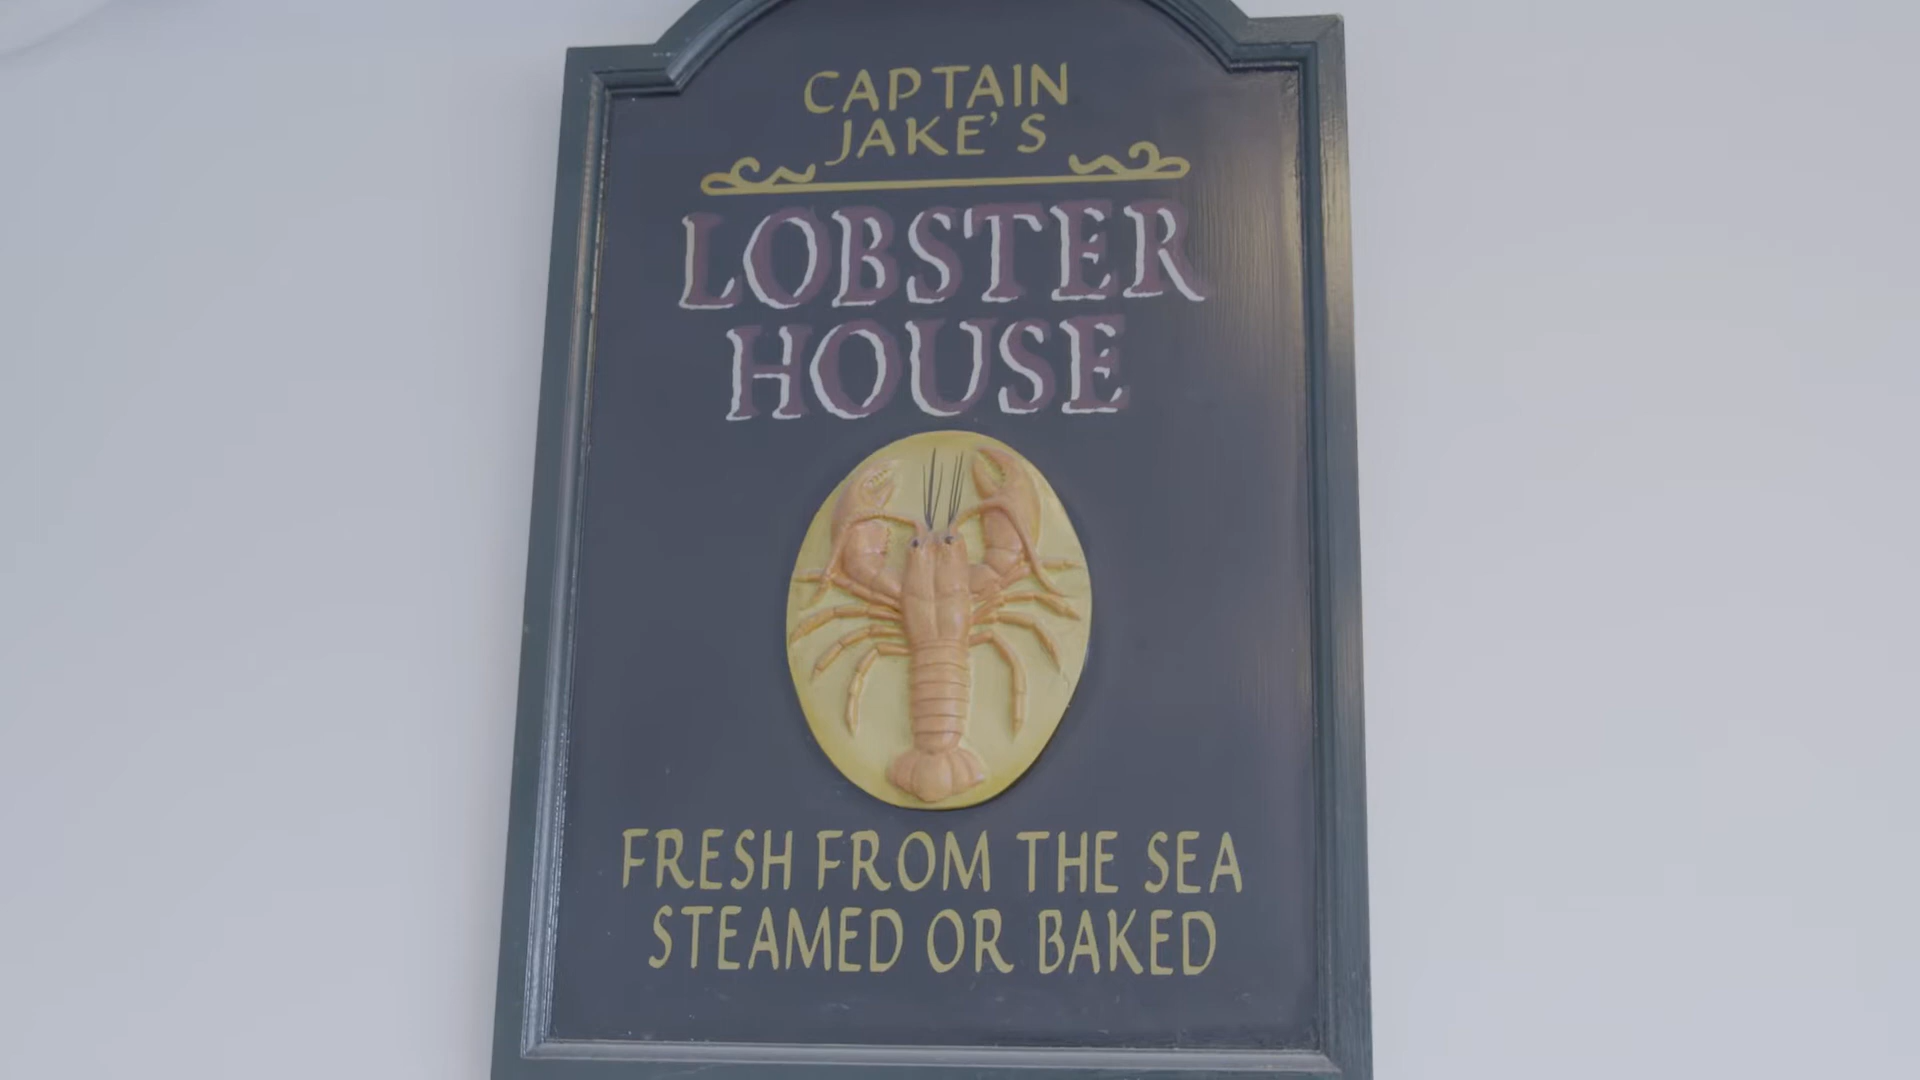 CAPTAIN
JAKE'S
LOBSTER
HOUSE
FRESH FROM THE SEA
STEAMED OR BAKED